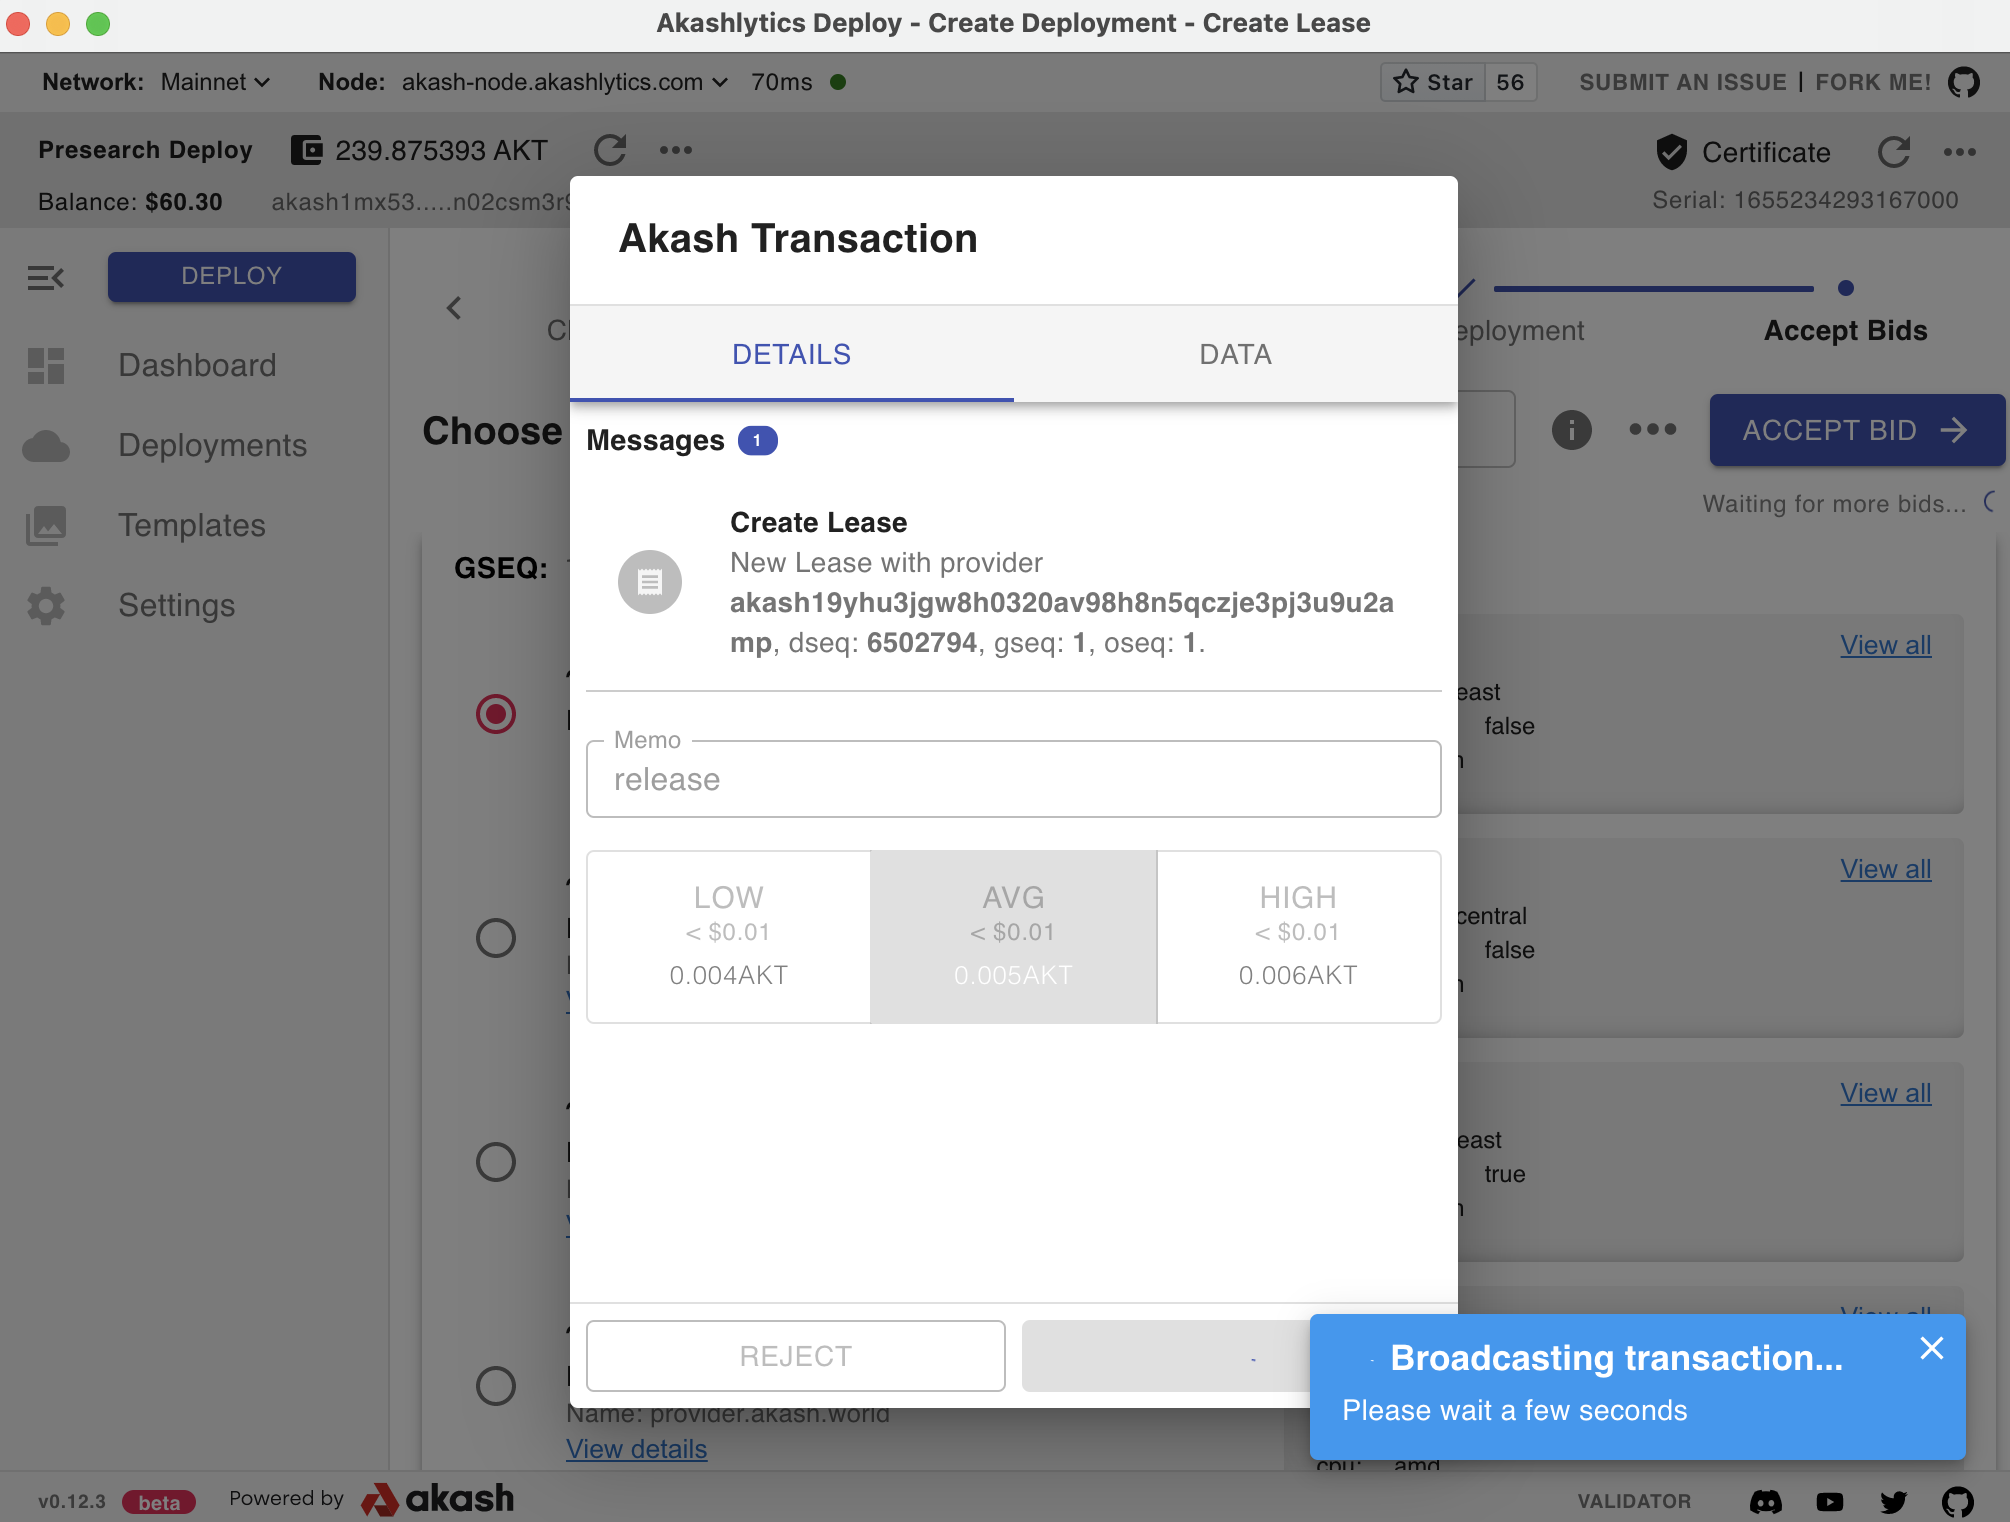 Akashlytics Deploy - Create Deployment - Create Lease
Network: Mainnet Node: akash-node.akashlytics.com 70ms Star 56 SUBMIT AN ISSUE | FORK ME!
Presearch Deploy 239.875393 AKT Certificate
Balance: $60.30 akash1mx53.....n02csm3r Serial: 1655234293167000
DEPLOY
Dashboard
Deployments
Templates
Settings
Akash Transaction
DETAILS DATA
Messages 1
Create Lease
New Lease with provider
akash19yhu3jgw8h0320av98h8n5qczje3pj3u9u2a
mp, dseq: 6502794, gseq: 1, oseq: 1.
Memo
release
LOW AVG HIGH
< $0.01 < $0.01 < $0.01
0.004AKT 0.005AKT 0.006AKT
REJECT
eployment Accept Bids
Choose
ACCEPT BID
Waiting for more bids...
GSEQ:
View all
east
false
View all
central
false
View all
east
true
View all
Broadcasting transaction...
Please wait a few seconds
Name: provider.akash.world
View details
cpu: amd
v0.12.3 beta Powered by akash VALIDATOR